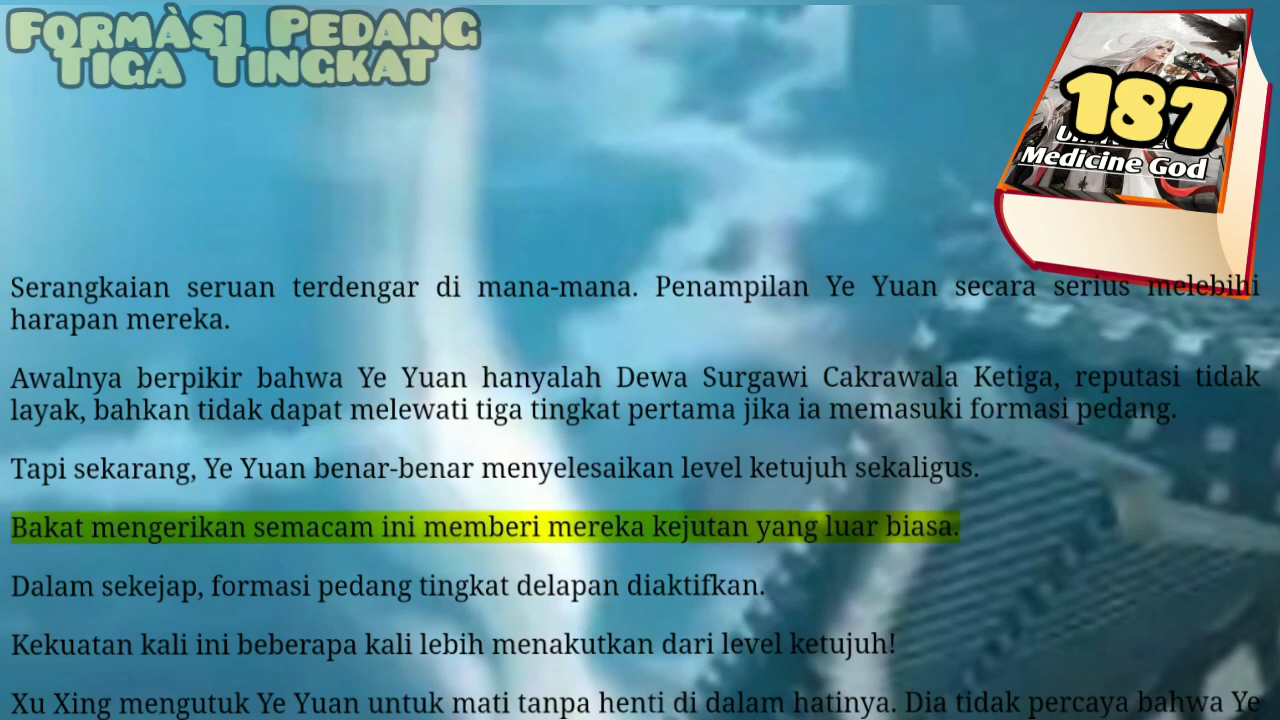 Formàsi Pedang
Tiga Tingkat
187
Medicine God
Serangkaian seruan terdengar di mana-mana. Penampilan Ye Yuan secara serius melebihi
harapan mereka.
Awalnya berpikir bahwa Ye Yuan hanyalah Dewa Surgawi Cakrawala Ketiga, reputasi tidak
layak, bahkan tidak dapat melewati tiga tingkat pertama jika ia memasuki formasi pedang.
Tapi sekarang, Ye Yuan benar-benar menyelesaikan level ketujuh sekaligus.
Bakat mengerikan semacam ini memberi mereka kejutan yang luar biasa.
Dalam sekejap, formasi pedang tingkat delapan diaktifkan.
Kekuatan kali ini beberapa kali lebih menakutkan dari level ketujuh!
Xu Xing mengutuk Ye Yuan untuk mati tanpa henti di dalam hatinya. Dia tidak percaya bahwa Ye